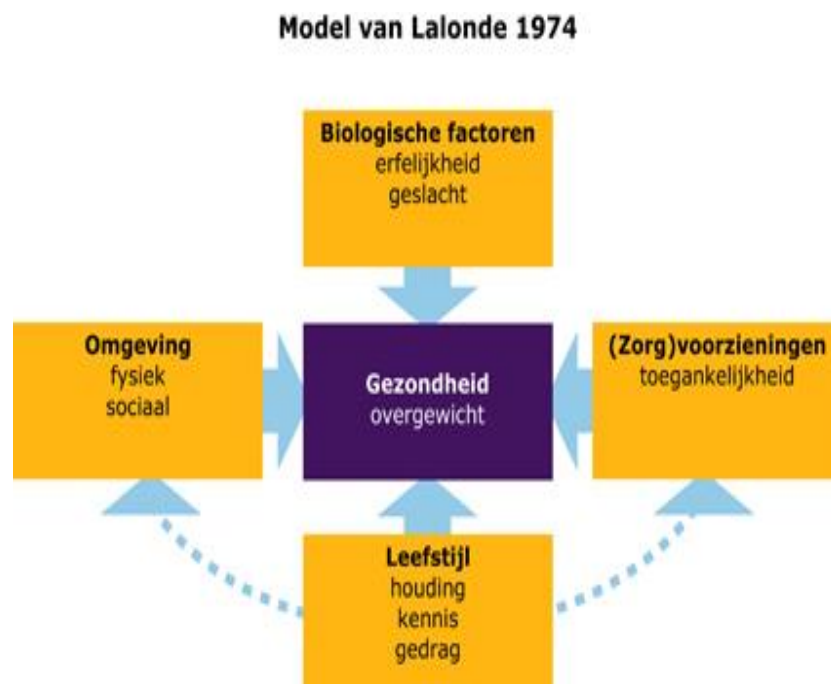 Model van Lalonde 1974
Biologische factoren
erfelijkheid
geslacht
Omgeving
fysiek
sociaal
Gezondheid
overgewicht
(Zorg)voorzieningen
toegankelijkheid
Leefstijl
houding
kennis
gedrag